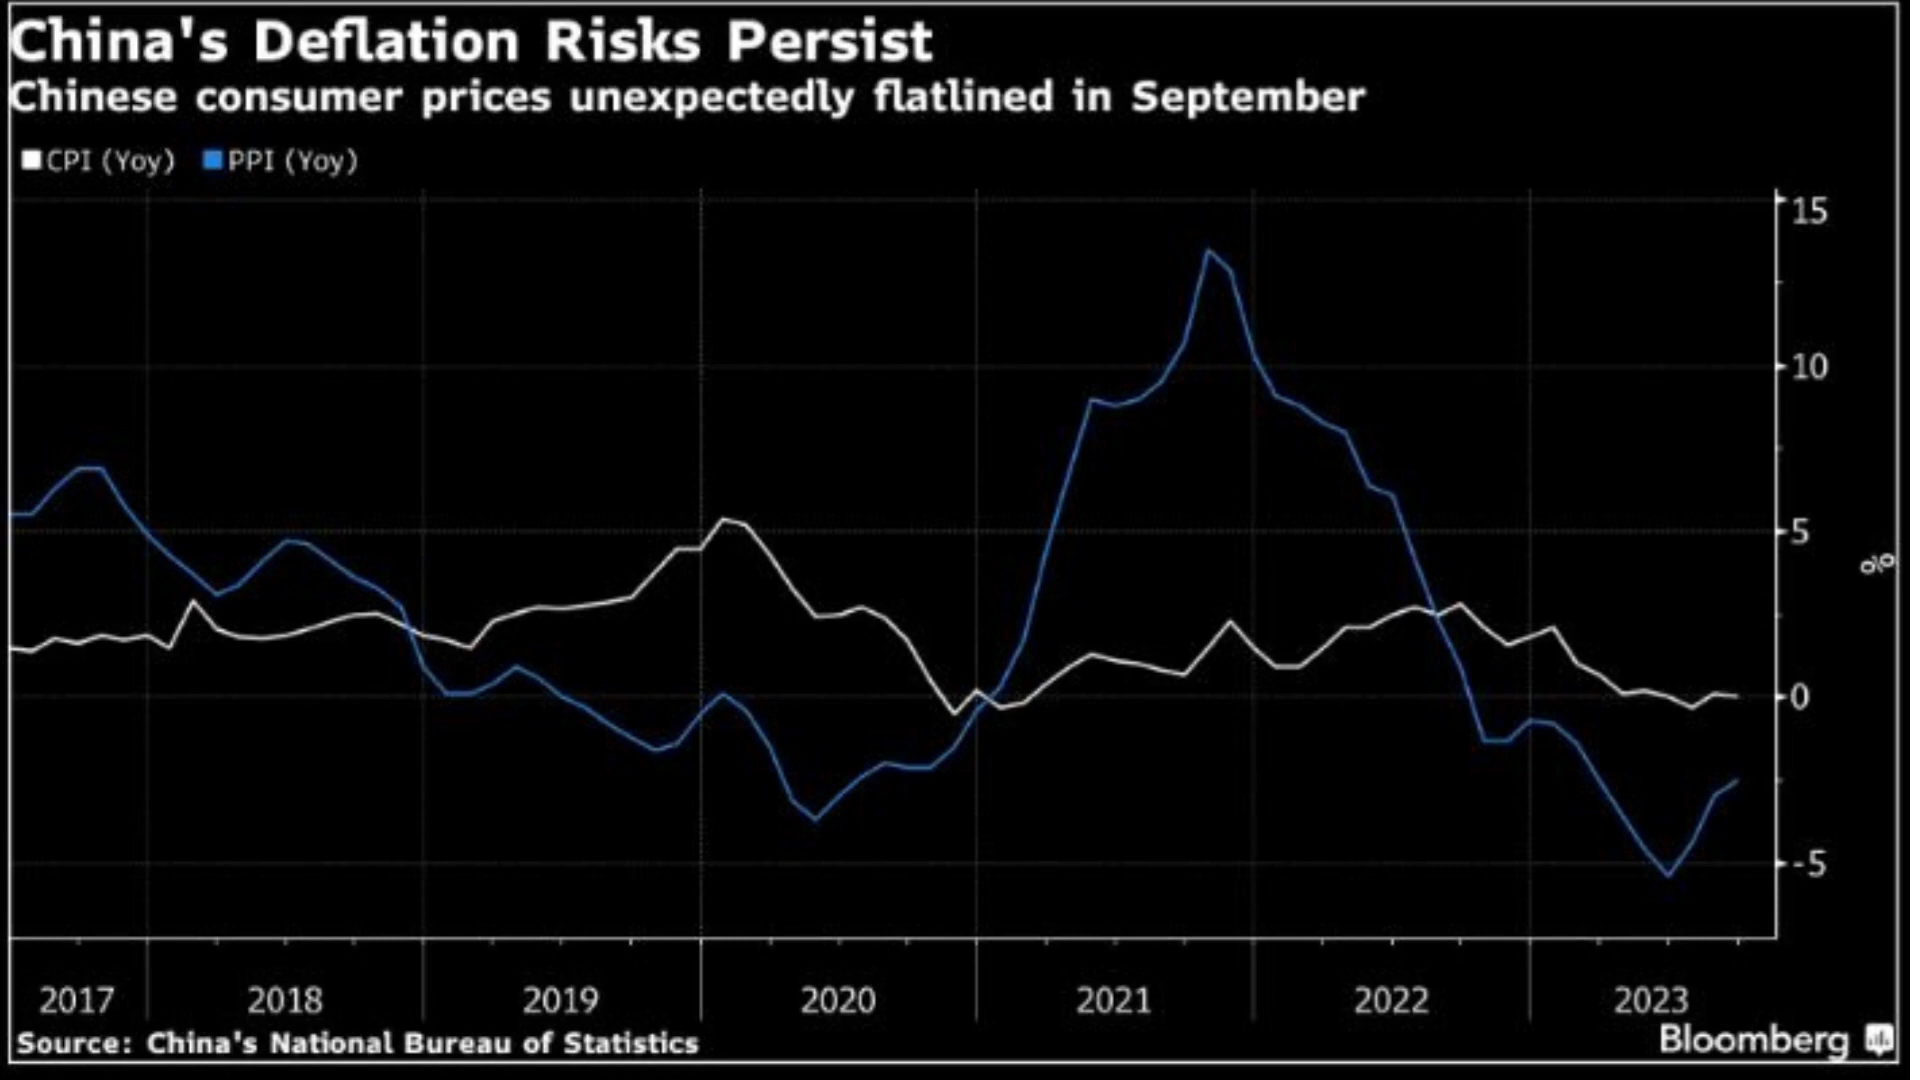 China's Deflation Risks Persist
Chinese consumer prices unexpectedly flatlined in September
CPI (Yoy) PPI (Yoy)
15
10
5
%
0
-5
2017 2018 2019 2020 2021 2022 2023
Source: China's National Bureau of Statistics
Bloomberg